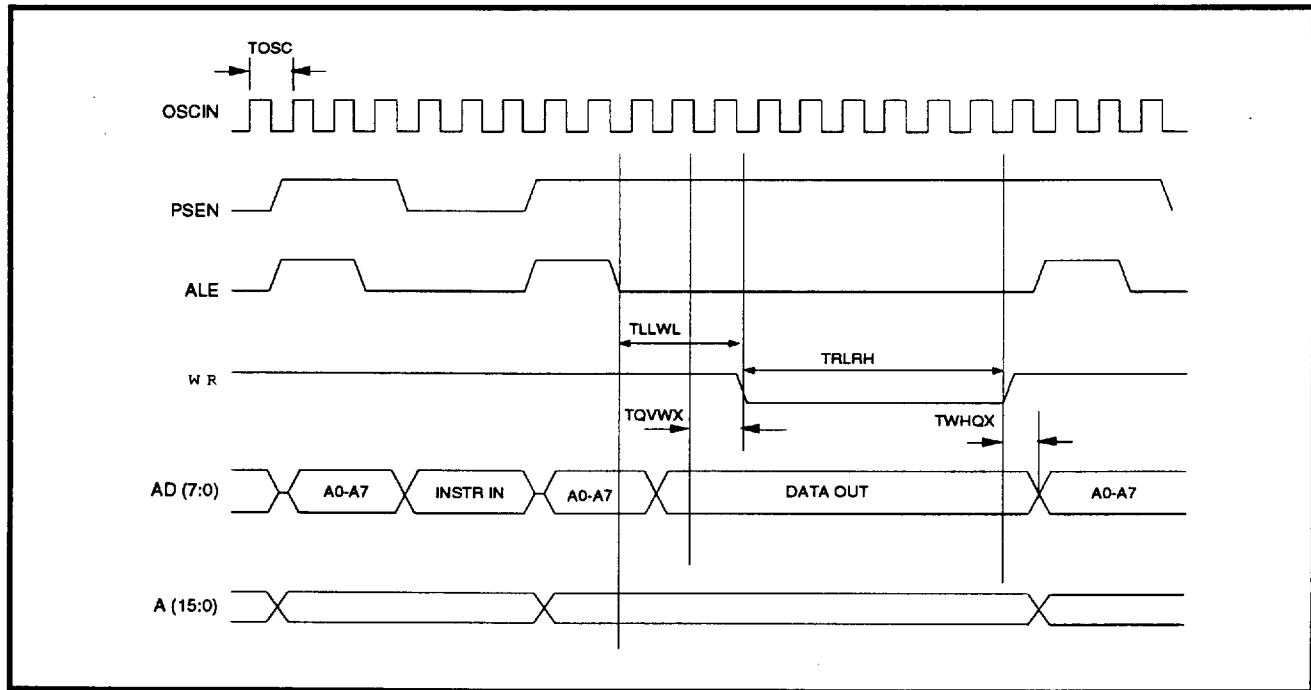 TOSC
OSCIN
PSEN
ALE
TLLWL
TRLRH
W R
TQVWX
TWHQX
AD (7:0)
A0-A7
INSTR IN
A0-A7
DATA OUT
A0-A7
A (15:0)